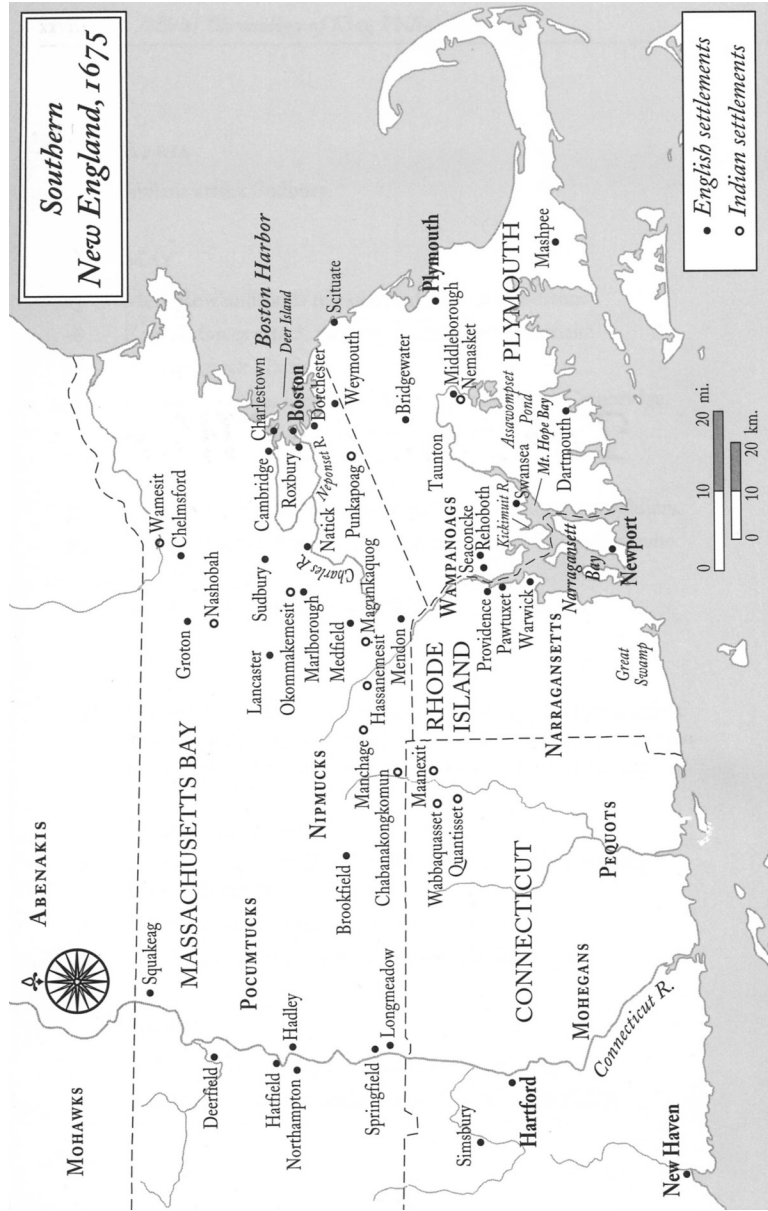 Southern
New England, 1675
MOHAWKS
ABENAKIS
Squakeag
Wamesit
Chelmsford
MASSACHUSETTS BAY
Groton
Nashobah
Deerfield
POCUMTUCKS
Hatfield
Hadley
Northampton
Lancaster
Sudbury
Okommakemesit
Marlborough
Cambridge
Charlestown
Boston Harbor
Deer Island
Boston
Roxbury
Dorchester
Neponset R.
Natick
Charles R.
Scituate
Weymouth
Punkapoag
Medfield
Magunkaquog
NIPMUCKS
Brookfield
Manchage
Hassanemesit
Mendon
Chabanakongkomun
Springfield
Longmeadow
Bridgewater
Plymouth
Maanexit
Wabbaquasset
Quantisset
RHODE
ISLAND
WAMPANOAGS
Taunton
Middleborough
Nemasket
PLYMOUTH
Assawompset
Pond
Seaconcke
Rehoboth
Kickimuit R.
Swansea
Mt. Hope Bay
Mashpee
Dartmouth
Providence
Pawtuxet
Warwick
Narragansett
Bay
Newport
NARRAGANSETTS
Great
Swamp
Simsbury
Hartford
CONNECTICUT
MOHEGANS
PEQUOTS
Connecticut R.
New Haven
0 10 20 mi.
0 10 20 km.
English settlements
Indian settlements